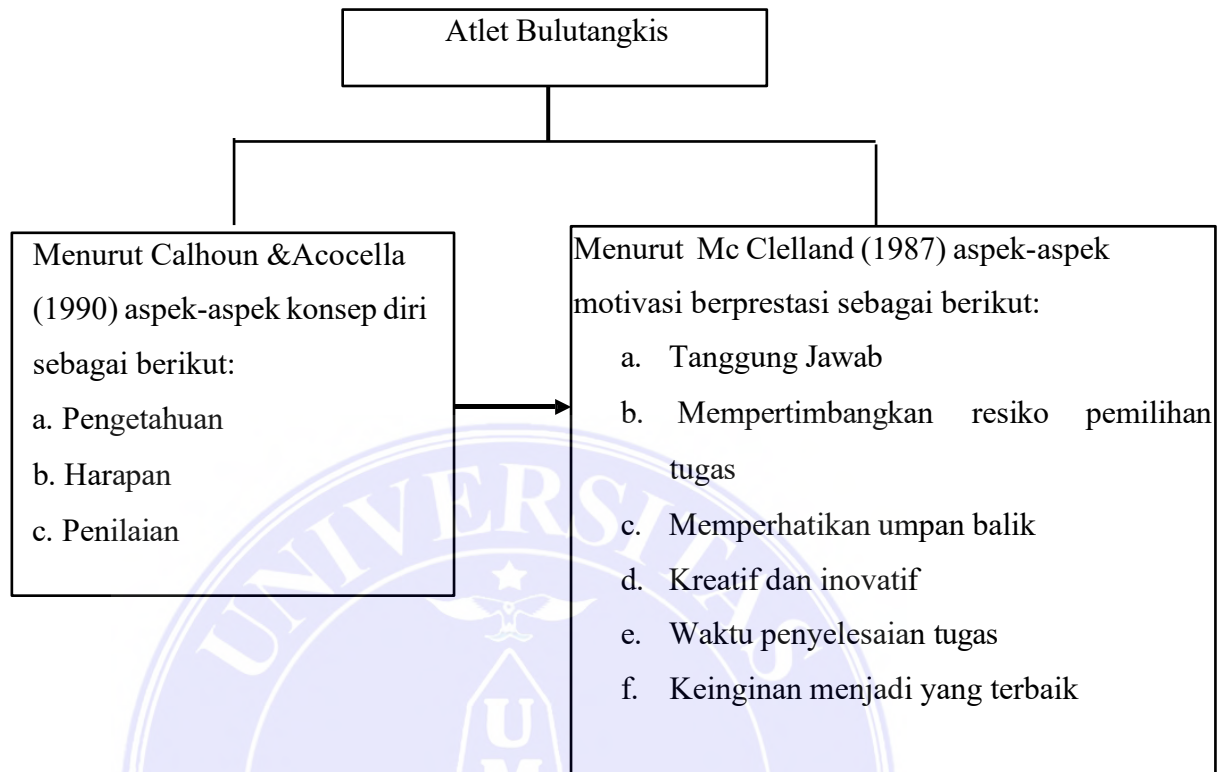 Atlet Bulutangkis
Menurut Calhoun &Acocella
(1990) aspek-aspek konsep diri
sebagai berikut:
a. Pengetahuan
b. Harapan
c. Penilaian
Menurut Mc Clelland (1987) aspek-aspek
motivasi berprestasi sebagai berikut:
a. Tanggung Jawab
b. Mempertimbangkan resiko pemilihan
tugas
c. Memperhatikan umpan balik
d. Kreatif dan inovatif
e. Waktu penyelesaian tugas
f. Keinginan menjadi yang terbaik
UNIVERSITAS
U
M